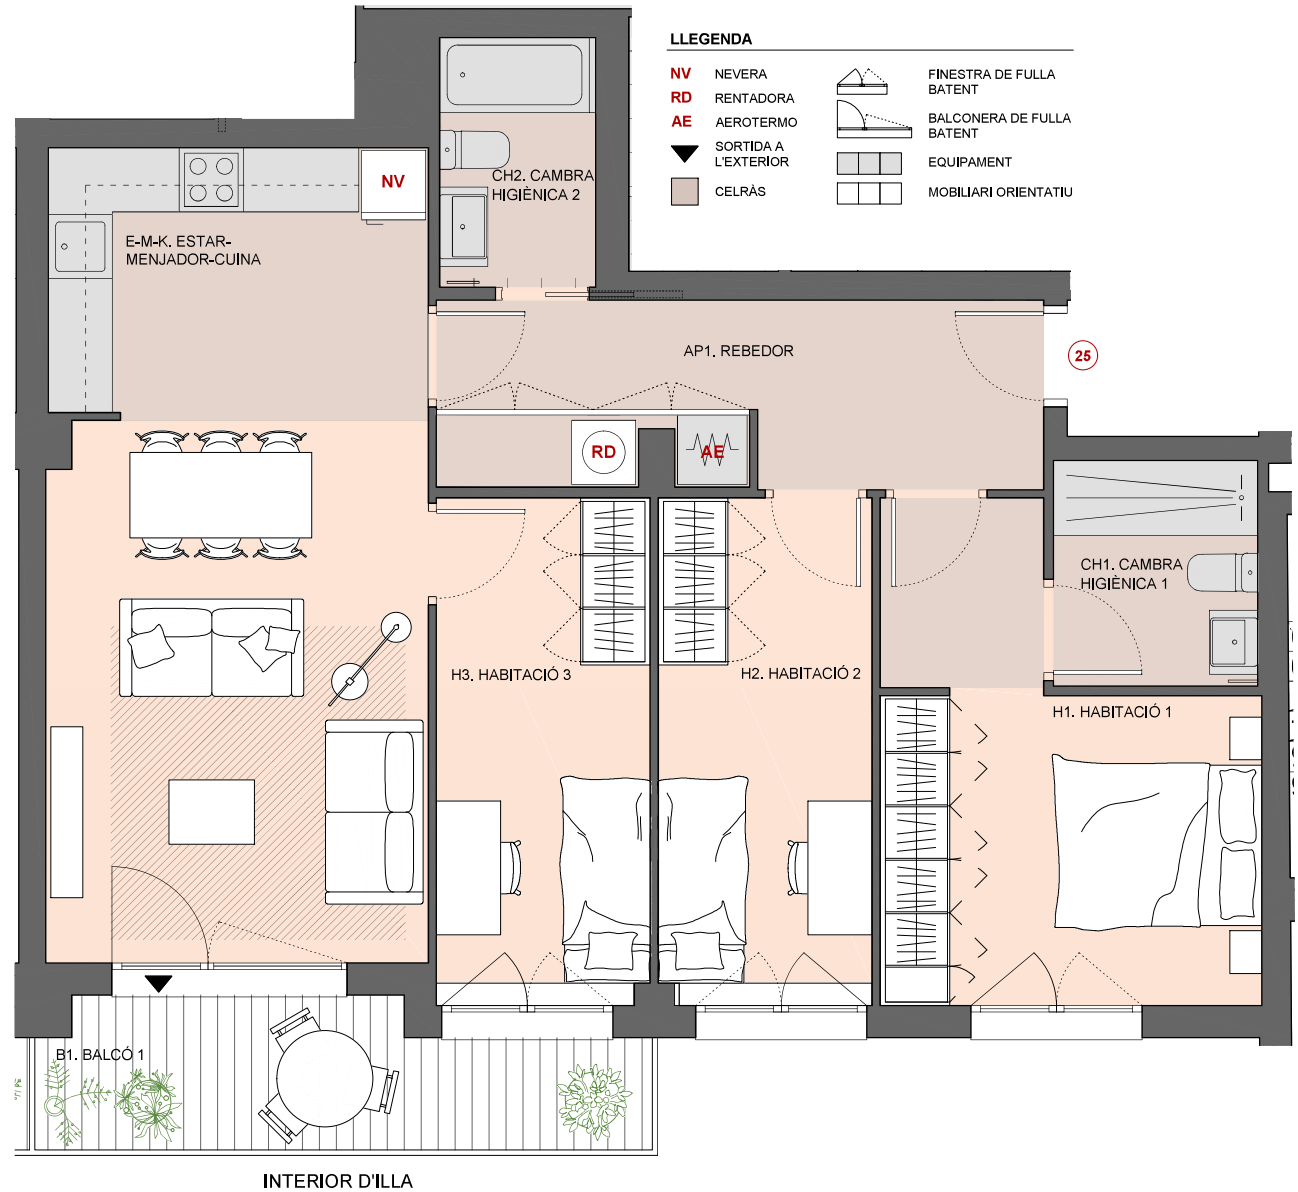 LLEGENDA
NV NEVERA
RD RENTADORA
AE AEROTERMO
SORTIDA A
L'EXTERIOR
CELRÀS
FINESTRA DE FULLA
BATENT
BALCONERA DE FULLA
BATENT
EQUIPAMENT
MOBILIARI ORIENTATIU
NV
CH2. CAMBRA
HIGIÈNICA 2
E-M-K. ESTAR-
MENJADOR-CUINA
AP1. REBEDOR
25
RD
AE
CH1. CAMBRA
HIGIÈNICA 1
H3. HABITACIÓ 3
H2. HABITACIÓ 2
H1. HABITACIÓ 1
B1. BALCÓ 1
INTERIOR D'ILLA